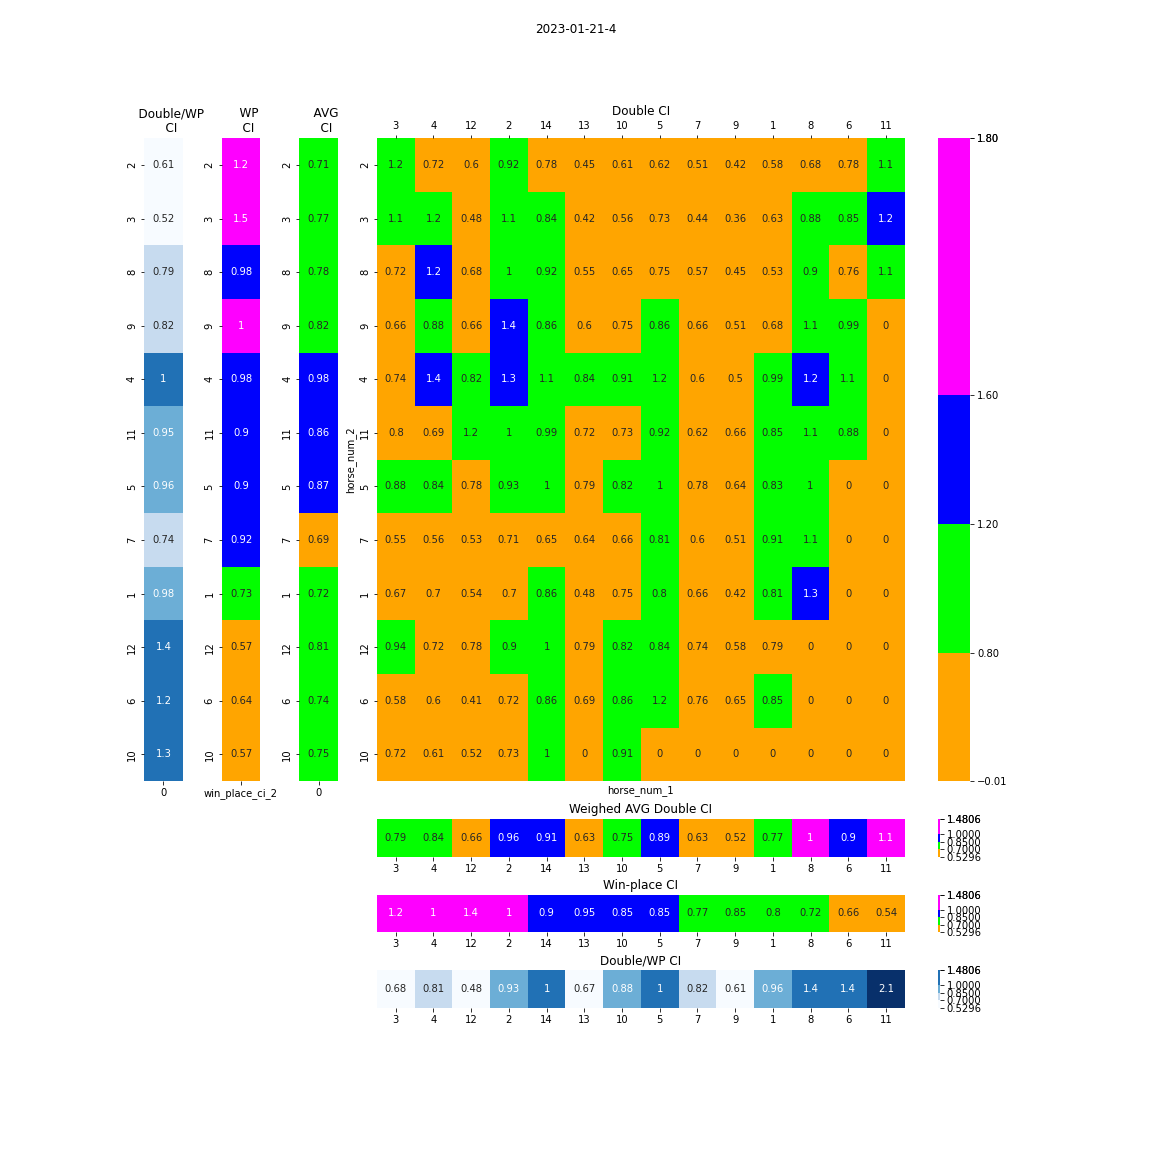 2023-01-21-4
Double/WP CI
WP CI
AVG CI
Double CI
3 4 12 2 14 13 10 5 7 9 1 8 6 11
2 0.61 2 1.2 2 0.71 2 1.2 0.72 0.6 0.92 0.78 0.45 0.61 0.62 0.51 0.42 0.58 0.68 0.78 1.1
3 0.52 3 1.5 3 0.77 3 1.1 1.2 0.48 1.1 0.84 0.42 0.56 0.73 0.44 0.36 0.63 0.88 0.85 1.2
8 0.79 8 0.98 8 0.78 8 0.72 1.2 0.68 1 0.92 0.55 0.65 0.75 0.57 0.45 0.53 0.9 0.76 1.1
9 0.82 9 1 9 0.82 9 0.66 0.88 0.66 1.4 0.86 0.6 0.75 0.86 0.66 0.51 0.68 1.1 0.99 0
4 1 4 0.98 4 0.98 4 0.74 1.4 0.82 1.3 1.1 0.84 0.91 1.2 0.6 0.5 0.99 1.2 1.1 0
11 0.95 11 0.9 11 0.86 11 0.8 0.69 1.2 1 0.99 0.72 0.73 0.92 0.62 0.66 0.85 1.1 0.88 0
5 0.96 5 0.9 5 0.87 5 0.88 0.84 0.78 0.93 1 0.79 0.82 1 0.78 0.64 0.83 1 0 0
7 0.74 7 0.92 7 0.69 7 0.55 0.56 0.53 0.71 0.65 0.64 0.66 0.81 0.6 0.51 0.91 1.1 0 0
1 0.98 1 0.73 1 0.72 1 0.67 0.7 0.54 0.7 0.86 0.48 0.75 0.8 0.66 0.42 0.81 1.3 0 0
12 1.4 12 0.57 12 0.81 12 0.94 0.72 0.78 0.9 1 0.79 0.82 0.84 0.74 0.58 0.79 0 0 0
6 1.2 6 0.64 6 0.74 6 0.58 0.6 0.41 0.72 0.86 0.69 0.86 1.2 0.76 0.65 0.85 0 0 0
10 1.3 10 0.57 10 0.75 10 0.72 0.61 0.52 0.73 1 0 0.91 0 0 0 0 0 0 0
horse_num_2
0 win_place_ci_2 0
horse_num_1
1.80
1.60
1.20
0.80
−0.01
Weighed AVG Double CI
0.79 0.84 0.66 0.96 0.91 0.63 0.75 0.89 0.63 0.52 0.77 1 0.9 1.1
3 4 12 2 14 13 10 5 7 9 1 8 6 11
1.4806
1.0000
0.8500
0.7000
0.5296
Win-place CI
1.2 1 1.4 1 0.9 0.95 0.85 0.85 0.77 0.85 0.8 0.72 0.66 0.54
3 4 12 2 14 13 10 5 7 9 1 8 6 11
1.4806
1.0000
0.8500
0.7000
0.5296
Double/WP CI
0.68 0.81 0.48 0.93 1 0.67 0.88 1 0.82 0.61 0.96 1.4 1.4 2.1
3 4 12 2 14 13 10 5 7 9 1 8 6 11
1.4806
1.0000
0.8500
0.7000
0.5296